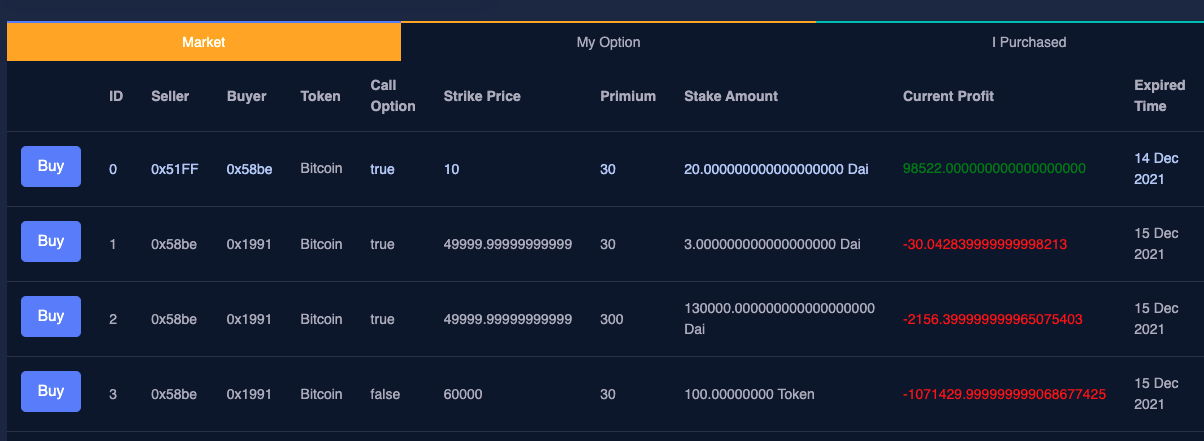 Market My Option I Purchased
ID Seller Buyer Token Call Option Strike Price Primium Stake Amount Current Profit Expired Time
Buy 0 0x51FF 0x58be Bitcoin true 10 30 20.000000000000000000 Dai 98522.000000000000000000 14 Dec 2021
Buy 1 0x58be 0x1991 Bitcoin true 49999.99999999999 30 3.000000000000000000 Dai -30.042839999999998213 15 Dec 2021
Buy 2 0x58be 0x1991 Bitcoin true 49999.99999999999 300 130000.000000000000000000 Dai -2156.399999999965075403 15 Dec 2021
Buy 3 0x58be 0x1991 Bitcoin false 60000 30 100.00000000 Token -1071429.999999999068677425 15 Dec 2021